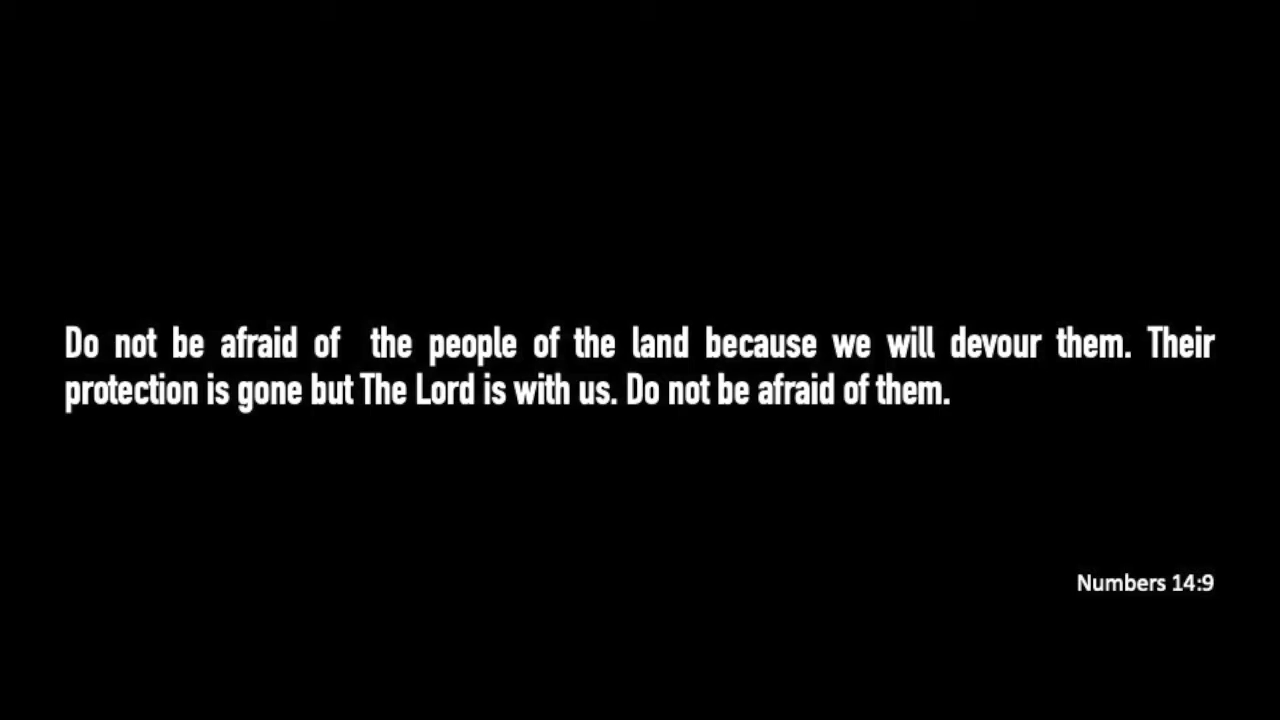 Do not be afraid of  the people of the land because we will devour them. Their
protection is gone but The Lord is with us. Do not be afraid of them.
Numbers 14:9